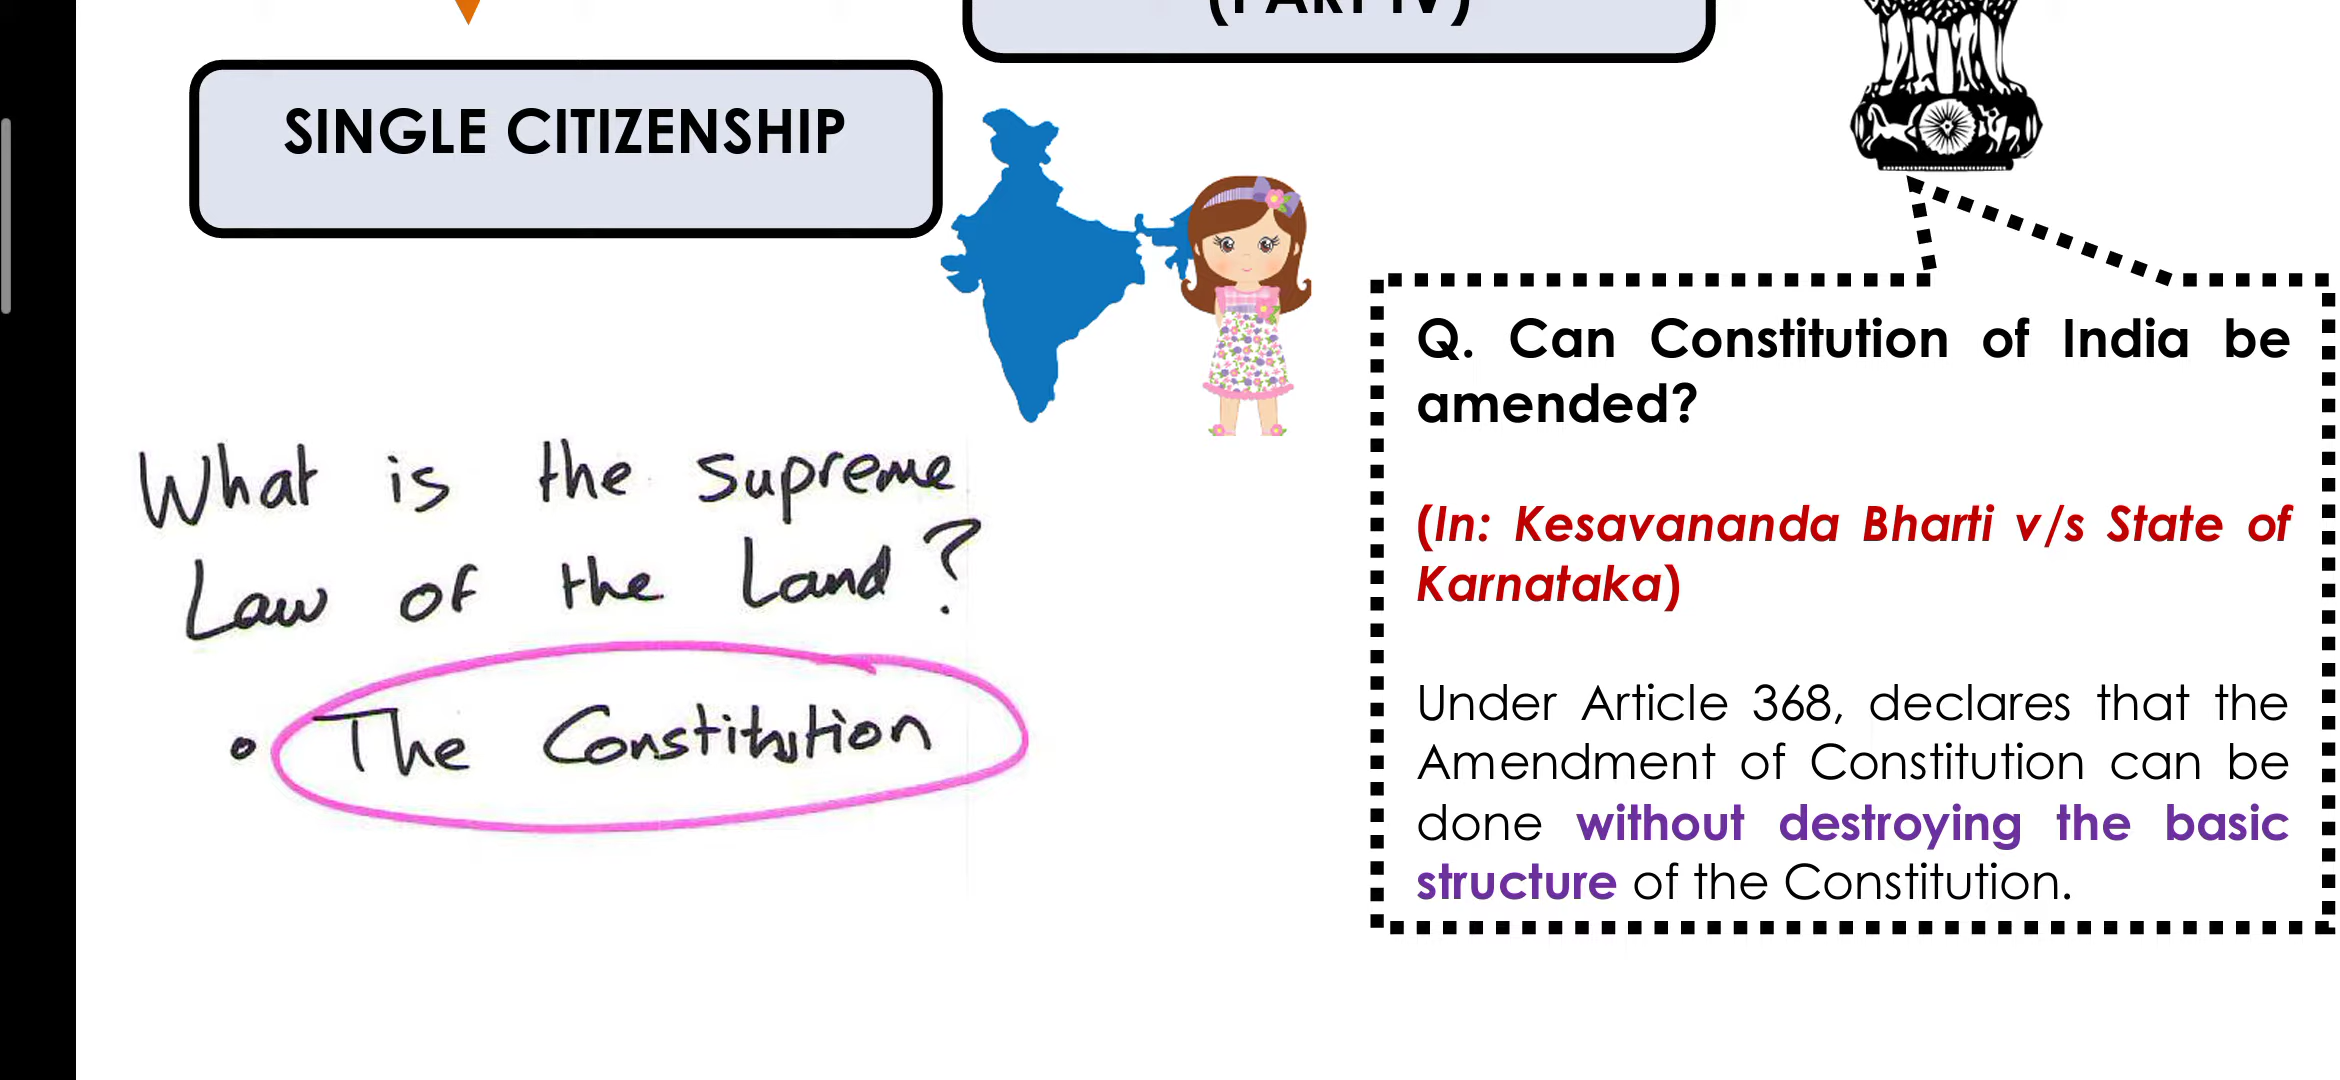 (PART IV)
SINGLE CITIZENSHIP
What is the supreme
Law of the Land?
• The Constitution
Q. Can Constitution of India be
amended?
(In: Kesavananda Bharti v/s State of
Karnataka)
Under Article 368, declares that the
Amendment of Constitution can be
done without destroying the basic
structure of the Constitution.